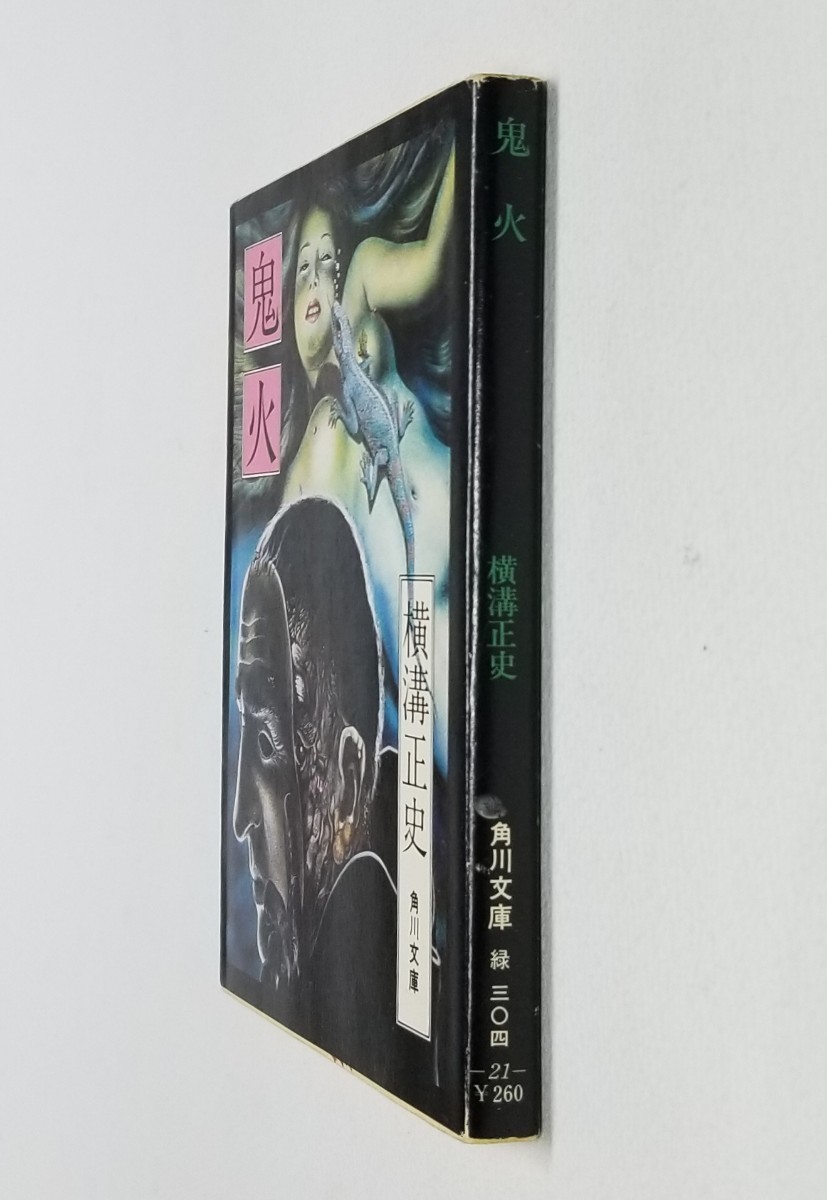 鬼火
横溝正史
角川文庫
鬼火
横溝正史
角川文庫
緑三〇四
—21—
￥260